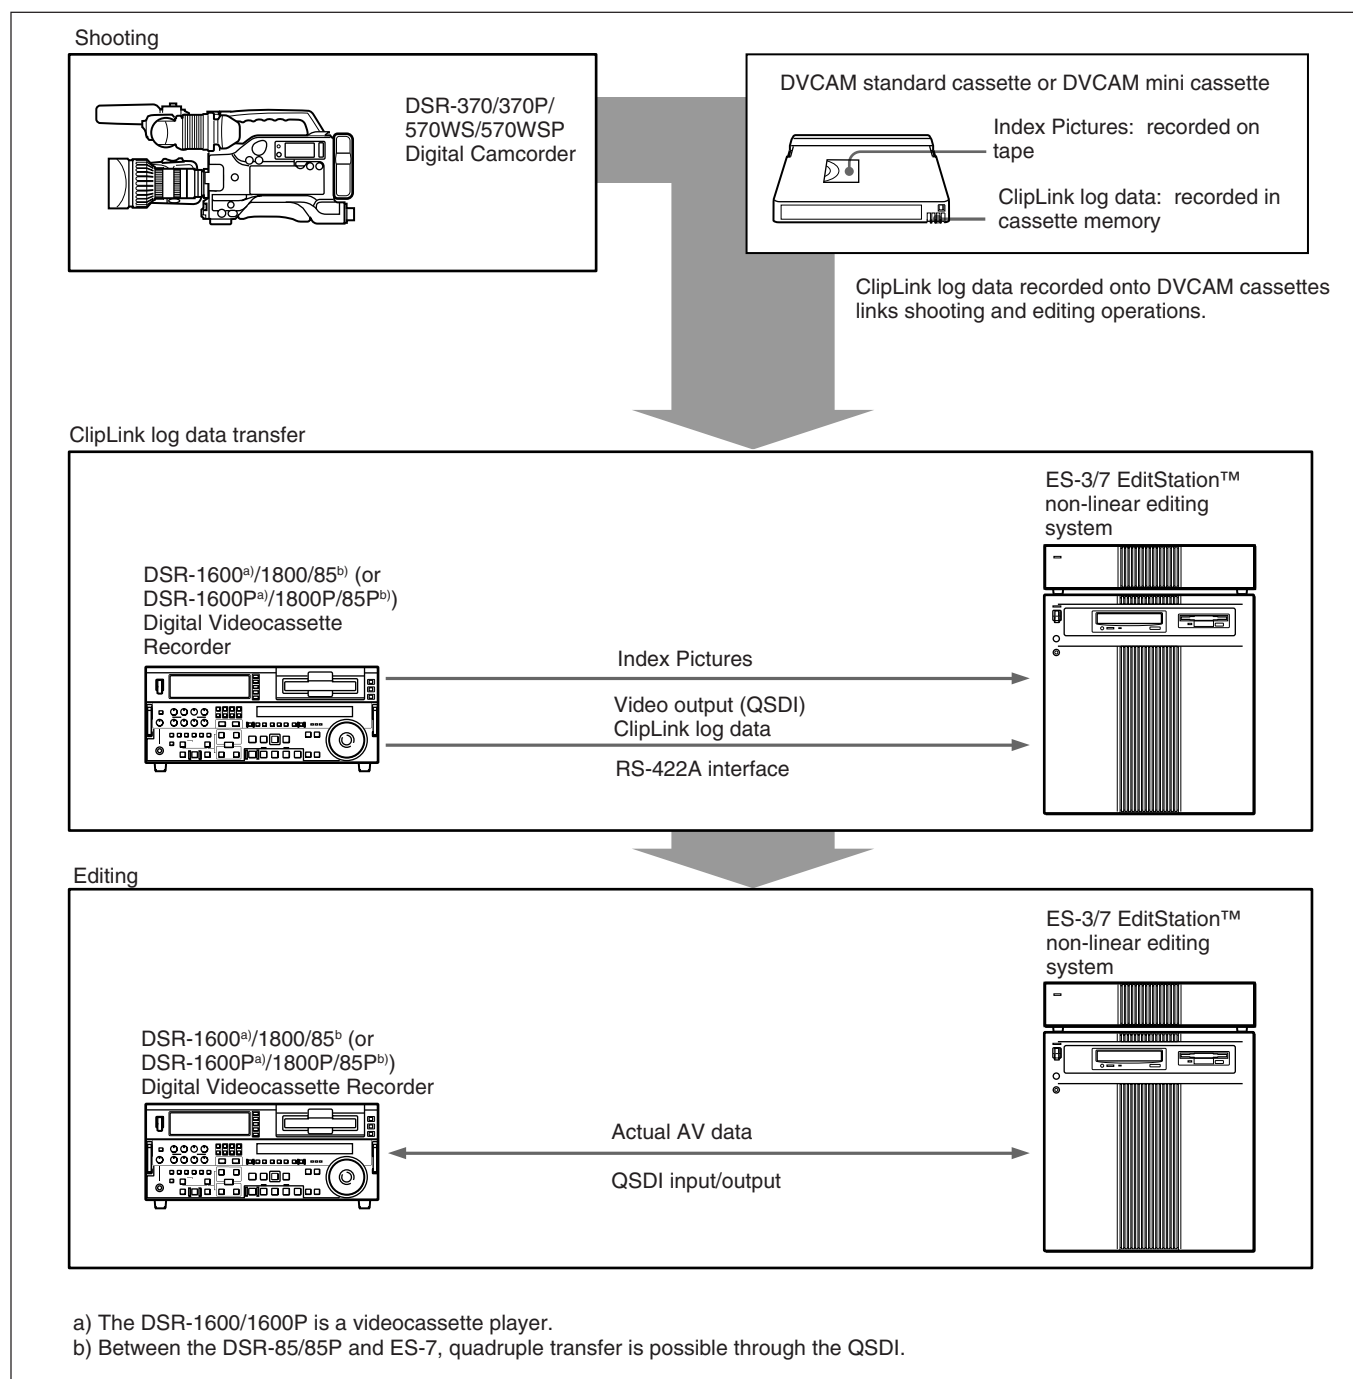 Shooting
DSR-370/370P/
570WS/570WSP
Digital Camcorder
DVCAM standard cassette or DVCAM mini cassette
Index Pictures: recorded on
tape
ClipLink log data: recorded in
cassette memory
ClipLink log data recorded onto DVCAM cassettes
links shooting and editing operations.
ClipLink log data transfer
ES-3/7 EditStation™
non-linear editing
system
DSR-1600a)/1800/85b) (or
DSR-1600Pa)/1800P/85Pb))
Digital Videocassette
Recorder
Index Pictures
Video output (QSDI)
ClipLink log data
RS-422A interface
Editing
ES-3/7 EditStation™
non-linear editing
system
DSR-1600a)/1800/85b (or
DSR-1600Pa)/1800P/85Pb))
Digital Videocassette Recorder
Actual AV data
QSDI input/output
a) The DSR-1600/1600P is a videocassette player.
b) Between the DSR-85/85P and ES-7, quadruple transfer is possible through the QSDI.